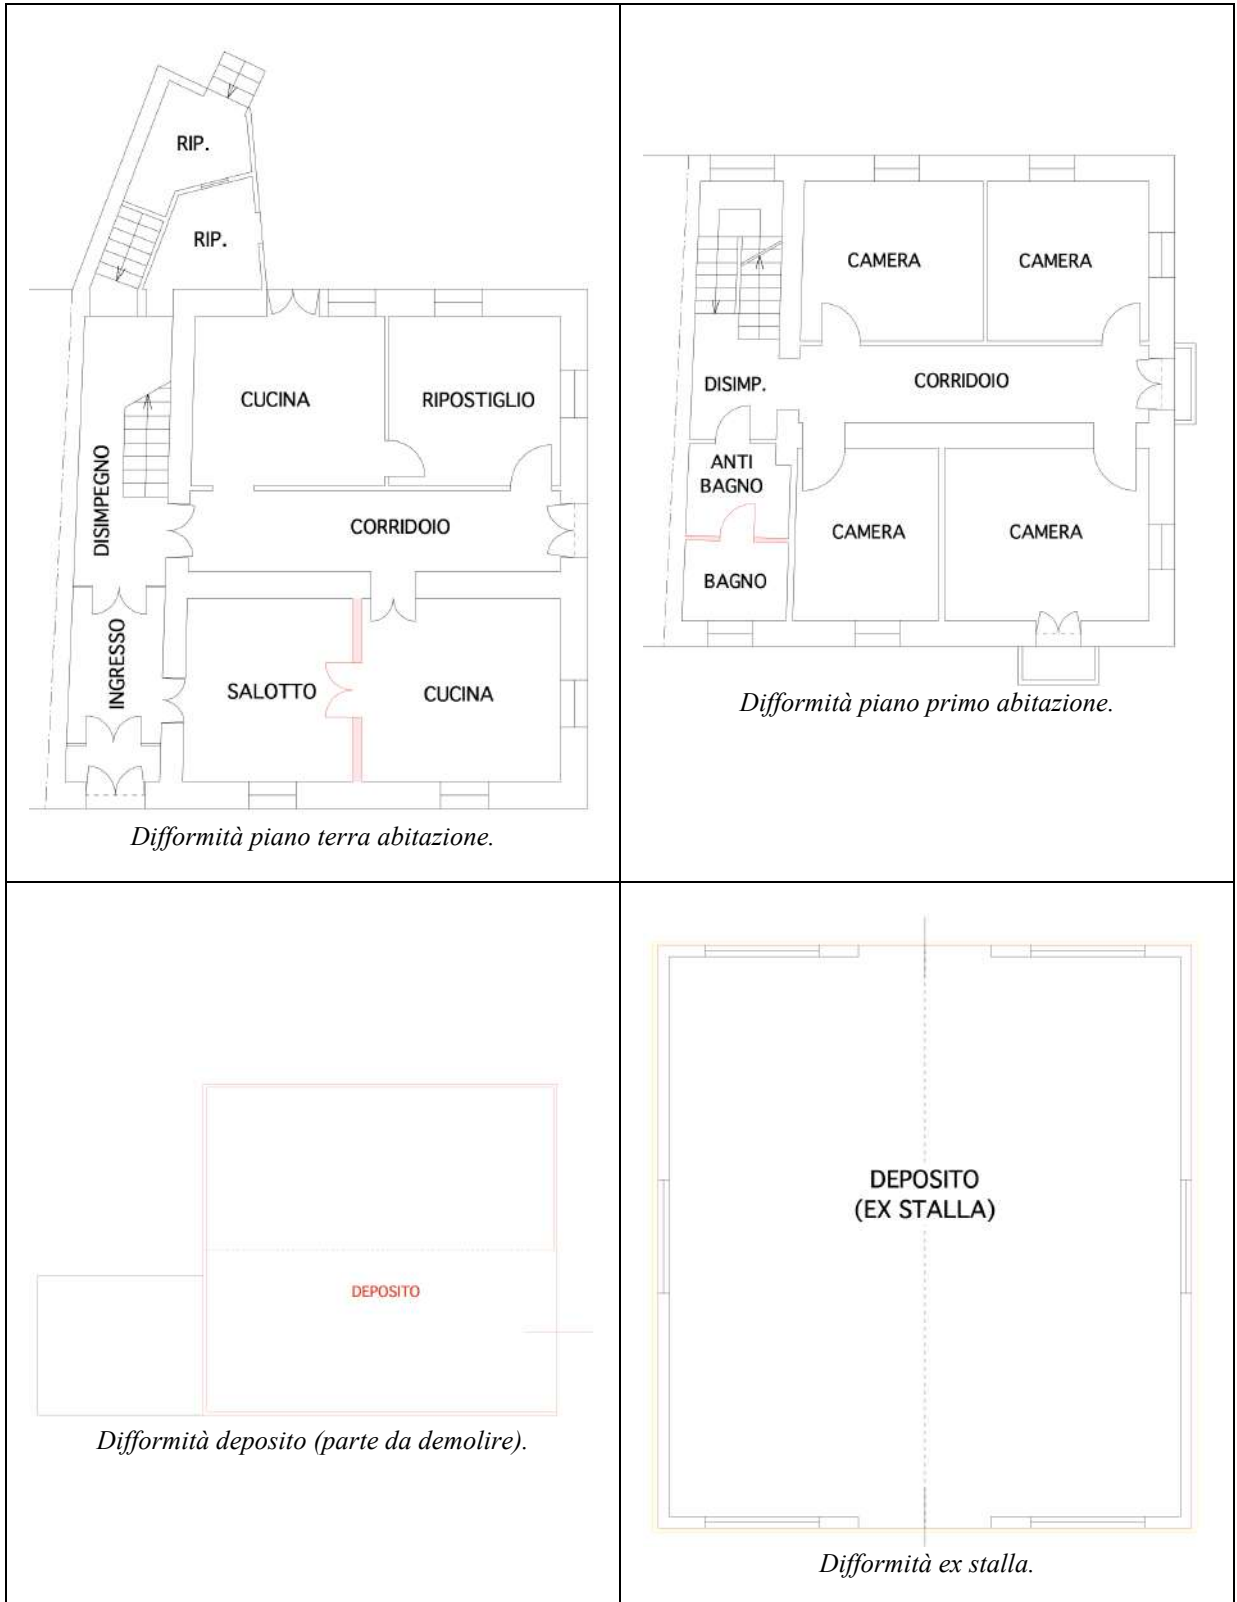 RIP.
RIP.
CUCINA
RIPOSTIGLIO
DISIMPEGNO
CORRIDOIO
INGRESSO
SALOTTO
CUCINA
Difformità piano terra abitazione.
CAMERA
CAMERA
DISIMP.
CORRIDOIO
ANTI
BAGNO
CAMERA
CAMERA
BAGNO
Difformità piano primo abitazione.
DEPOSITO
Difformità deposito (parte da demolire).
DEPOSITO
(EX STALLA)
Difformità ex stalla.